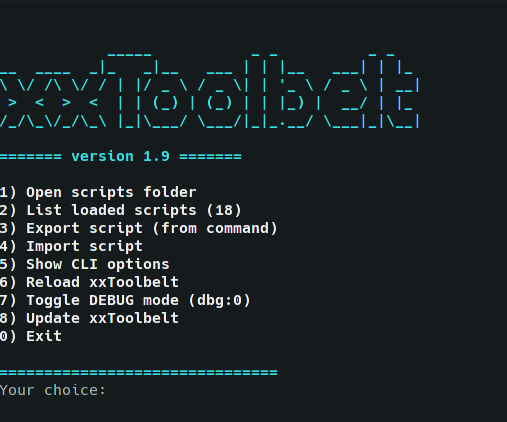 xxToolbelt
======= version 1.9 =======
1) Open scripts folder
2) List loaded scripts (18)
3) Export script (from command)
4) Import script
5) Show CLI options
6) Reload xxToolbelt
7) Toggle DEBUG mode (dbg:0)
8) Update xxToolbelt
0) Exit
===============================
Your choice: